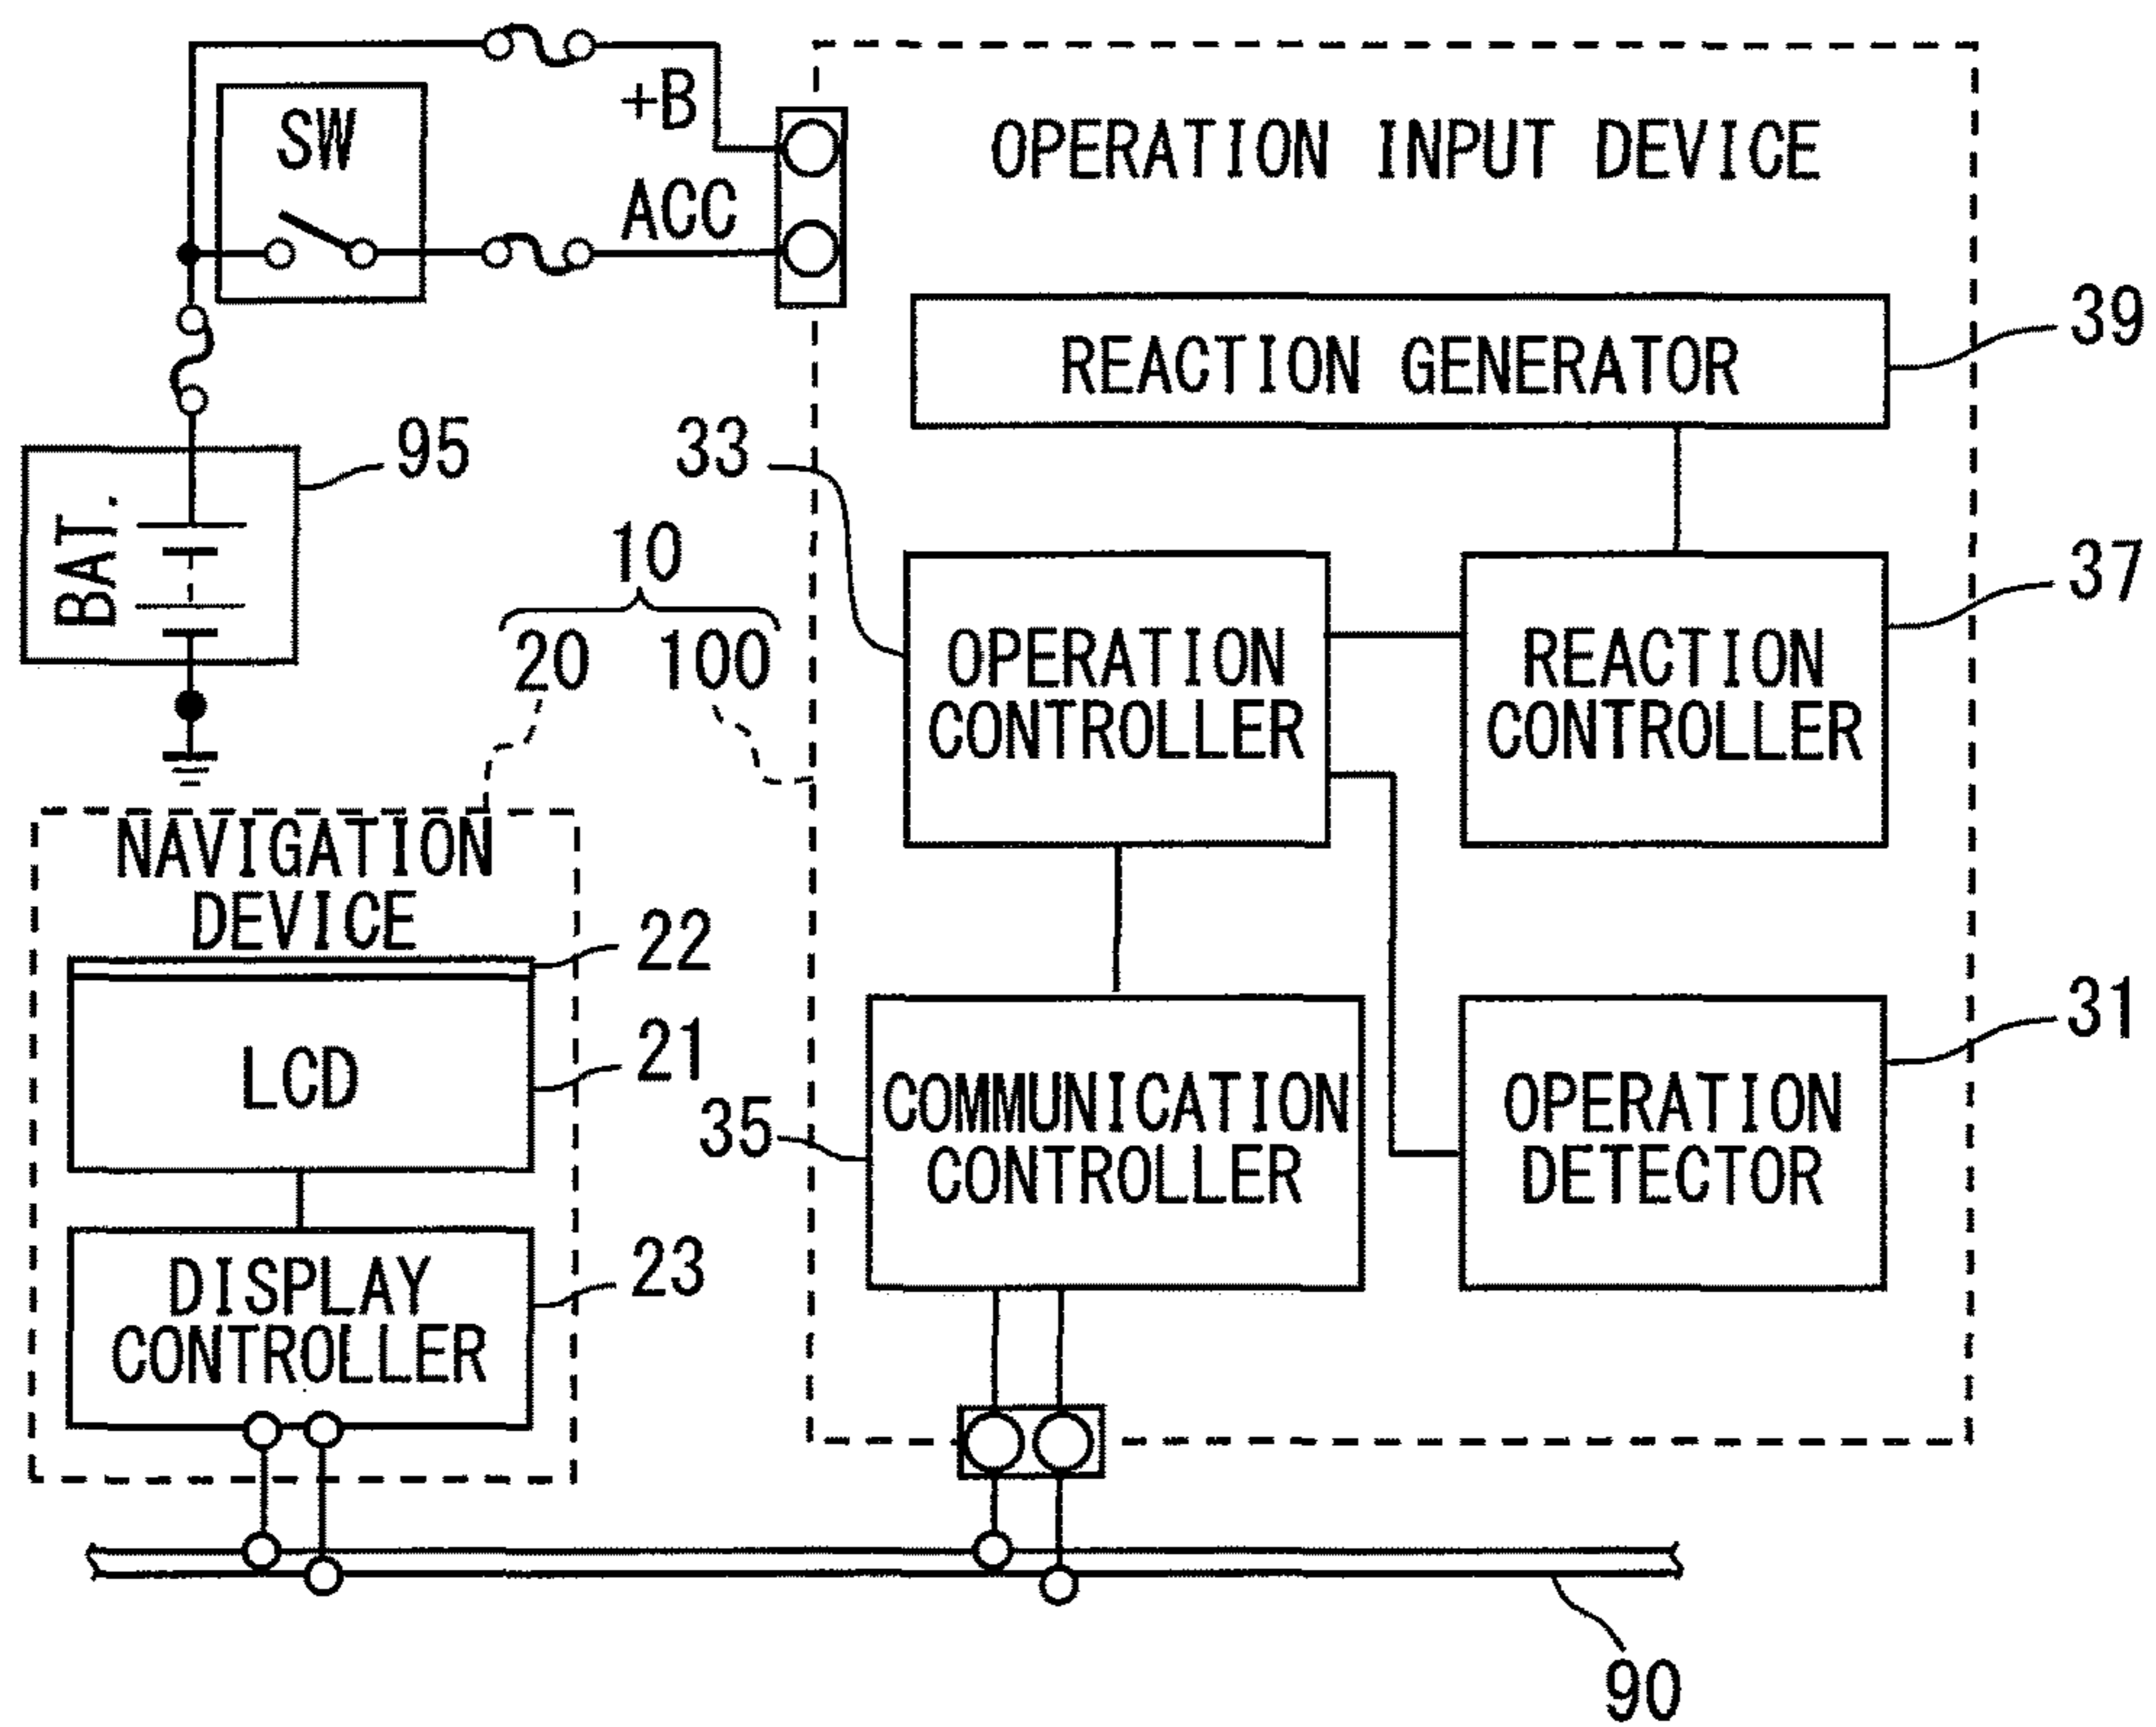 +B
SW
ACC
OPERATION INPUT DEVICE
REACTION GENERATOR
39
33
95
BAT.
10
20 100
37
OPERATION
CONTROLLER
REACTION
CONTROLLER
NAVIGATION
DEVICE
22
LCD
21
35
COMMUNICATION
CONTROLLER
OPERATION
DETECTOR
31
DISPLAY
CONTROLLER
23
90